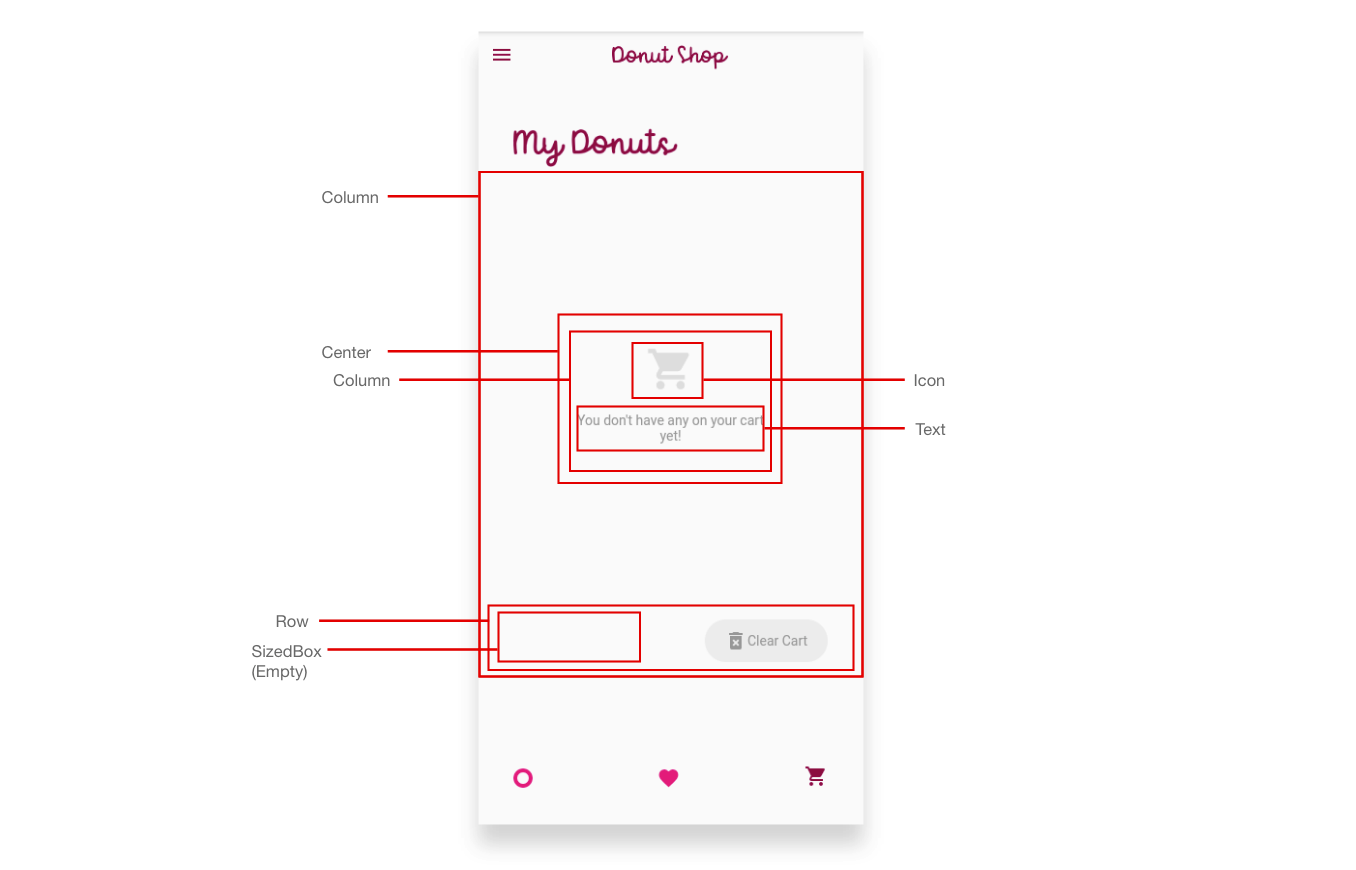 Donut Shop
My Donuts
Column
Center
Column
Icon
You don't have any on your cart
yet!
Text
Row
SizedBox
(Empty)
Clear Cart